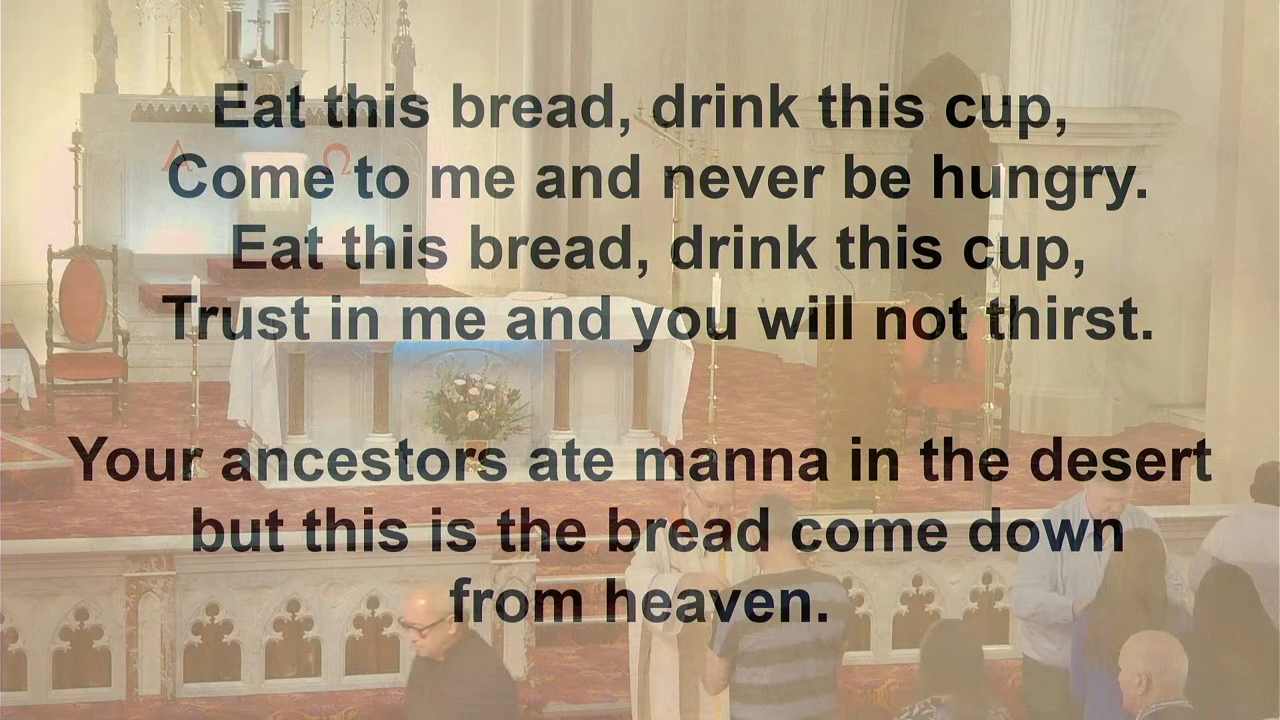 Eat this bread, drink this cup,
Come to me and never be hungry.
Eat this bread, drink this cup,
Trust in me and you will not thirst.
Your ancestors ate manna in the desert
but this is the bread come down
from heaven.
Α Ω